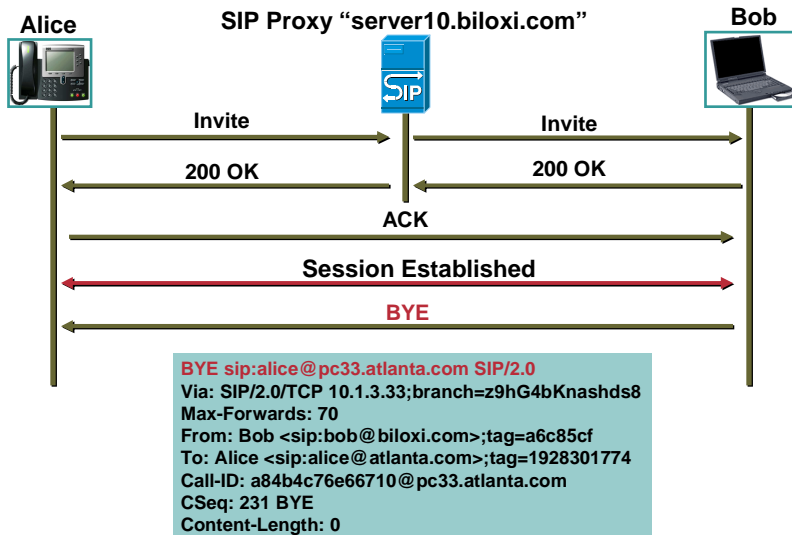 Alice
SIP Proxy “server10.biloxi.com”
Bob
SIP
Invite
Invite
200 OK
200 OK
ACK
Session Established
BYE
BYE sip:alice@pc33.atlanta.com SIP/2.0
Via: SIP/2.0/TCP 10.1.3.33;branch=z9hG4bKnashds8
Max-Forwards: 70
From: Bob <sip:bob@biloxi.com>;tag=a6c85cf
To: Alice <sip:alice@atlanta.com>;tag=1928301774
Call-ID: a84b4c76e66710@pc33.atlanta.com
CSeq: 231 BYE
Content-Length: 0